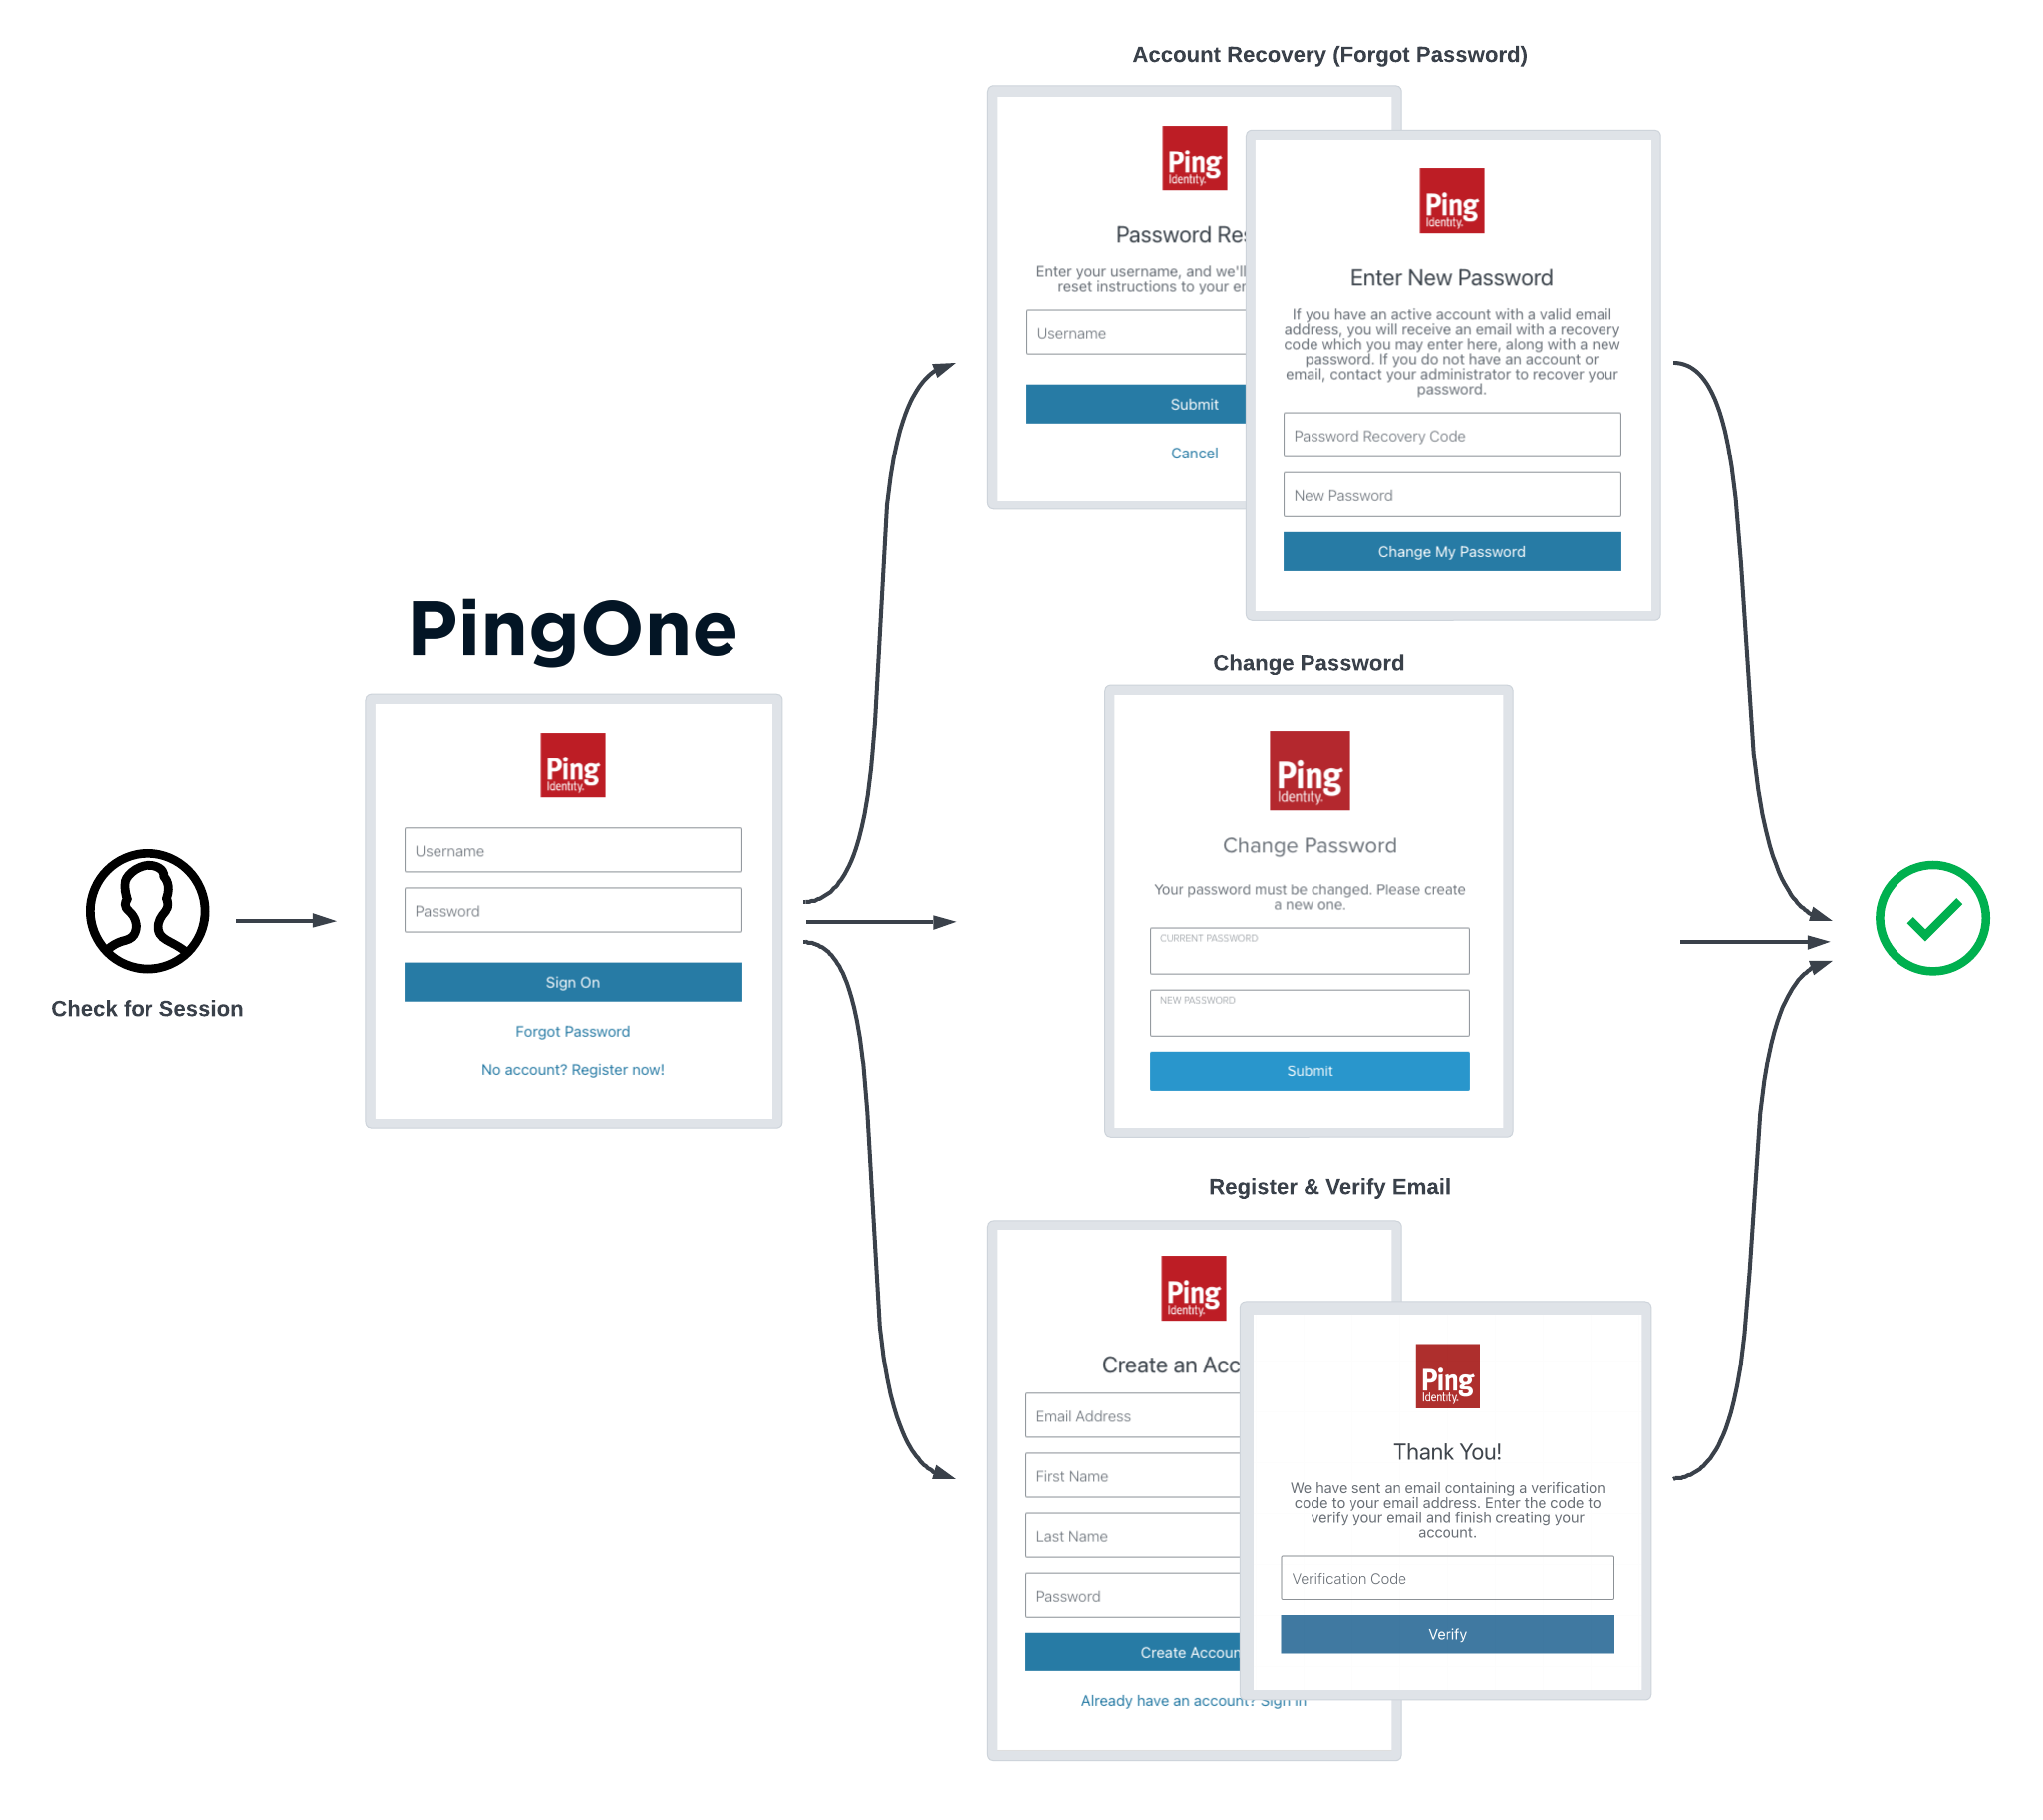 Account Recovery (Forgot Password)
Ping
Identity.
Password Res
Enter your username, and we'll
reset instructions to your em
Username
Submit
Cancel
Ping
Identity.
Enter New Password
If you have an active account with a valid email
address, you will receive an email with a recovery
code which you may enter here, along with a new
password. If you do not have an account or
email, contact your administrator to recover your
password.
Password Recovery Code
New Password
Change My Password
PingOne
Ping
Identity.
Username
Password
Sign On
Forgot Password
No account? Register now!
Check for Session
Change Password
Ping
Identity.
Change Password
Your password must be changed. Please create
a new one.
CURRENT PASSWORD
NEW PASSWORD
Submit
Register & Verify Email
Ping
Identity.
Create an Acc
Email Address
First Name
Last Name
Password
Create Accoun
Already have an account? Sign in
Ping
Identity.
Thank You!
We have sent an email containing a verification
code to your email address. Enter the code to
verify your email and finish creating your
account.
Verification Code
Verify